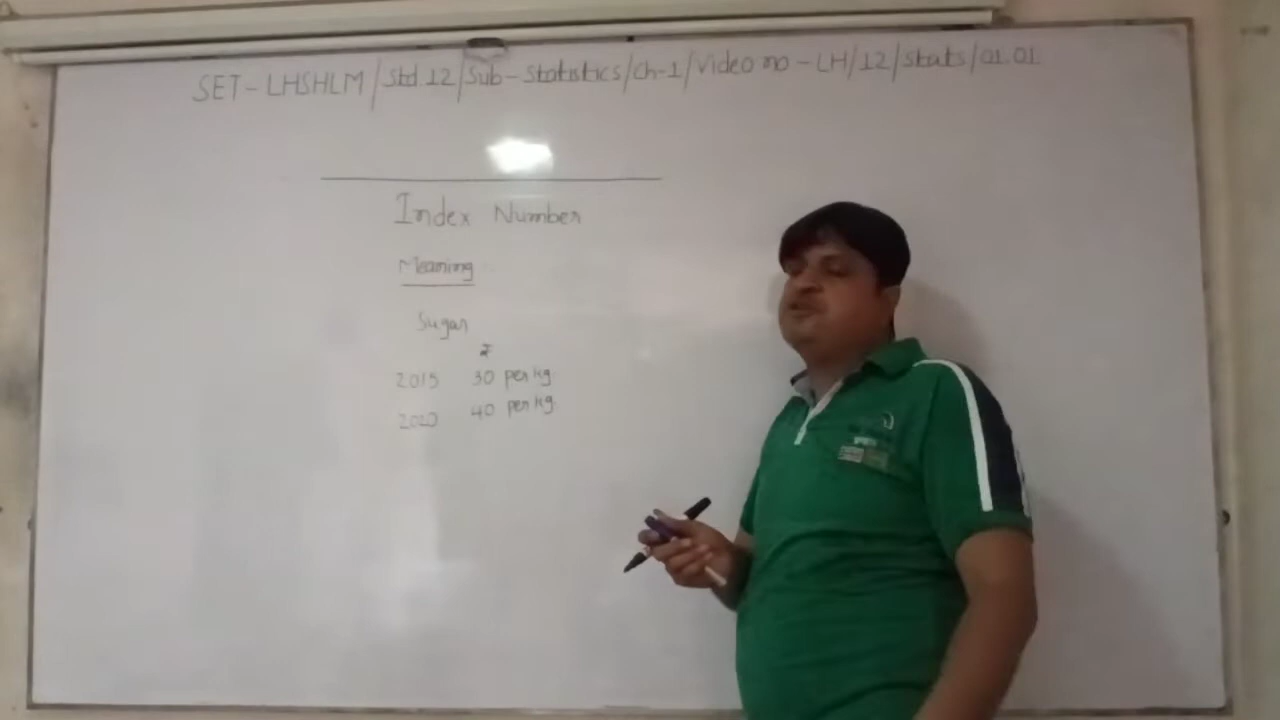 SET - LHSHLM / Std. 12 / Sub - Statistics / Ch-1 / Video no - LH / 12 / Stats / 01.01
Index Number
Meaning
Sugar
₹
2015 30 per kg.
2020 40 per kg.